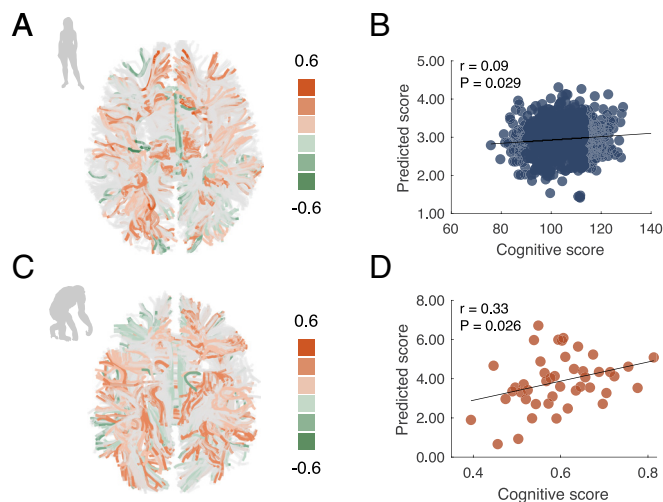 A
0.6
-0.6
B
r = 0.09
P = 0.029
5.00
4.00
3.00
2.00
1.00
Predicted score
60
80
100
120
140
Cognitive score
C
0.6
-0.6
D
r = 0.33
P = 0.026
8.00
6.00
4.00
2.00
0.00
Predicted score
0.4
0.6
0.8
Cognitive score